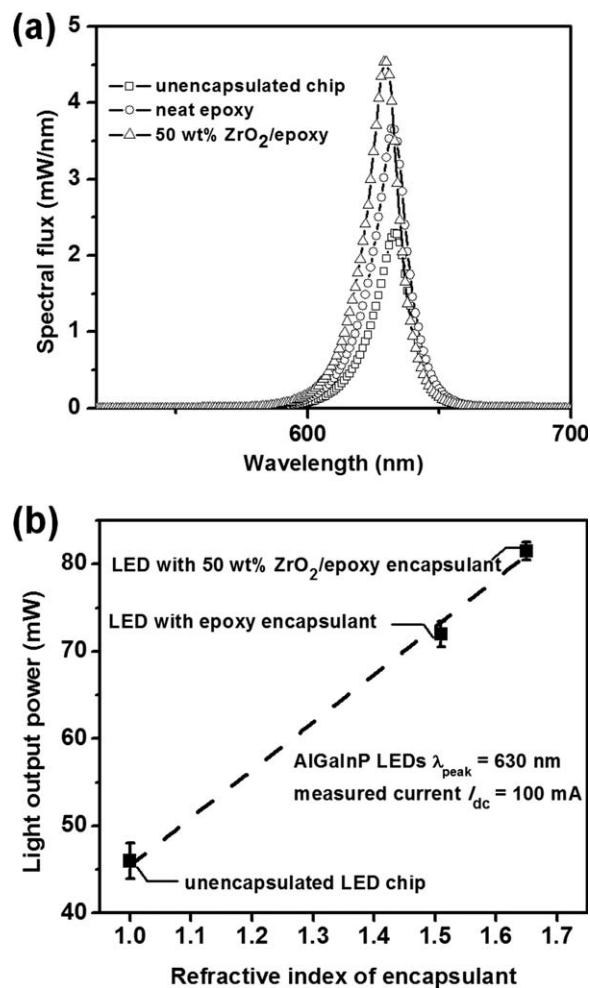 (a)
5
4
3
2
1
0
Spectral flux (mW/nm)
unencapsulated chip
neat epoxy
50 wt% ZrO2/epoxy
600
700
Wavelength (nm)
(b)
80
70
60
50
40
Light output power (mW)
LED with 50 wt% ZrO2/epoxy encapsulant
LED with epoxy encapsulant
AlGaInP LEDs λpeak = 630 nm
measured current Idc = 100 mA
unencapsulated LED chip
1.0 1.1 1.2 1.3 1.4 1.5 1.6 1.7
Refractive index of encapsulant